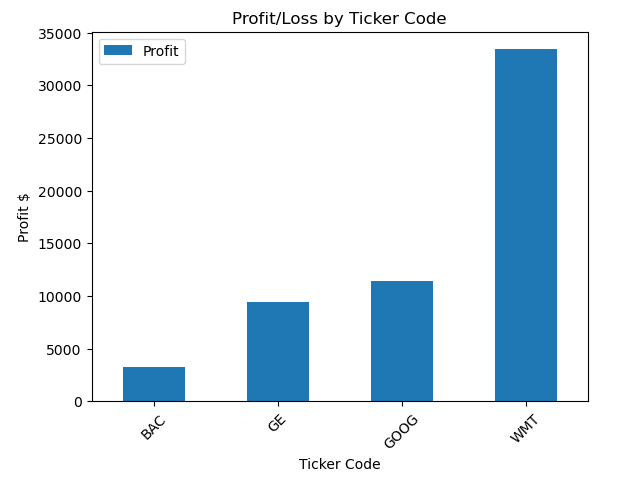 Profit/Loss by Ticker Code
Profit
35000
30000
25000
20000
15000
10000
5000
0
Profit $
BAC
GE
GOOG
WMT
Ticker Code